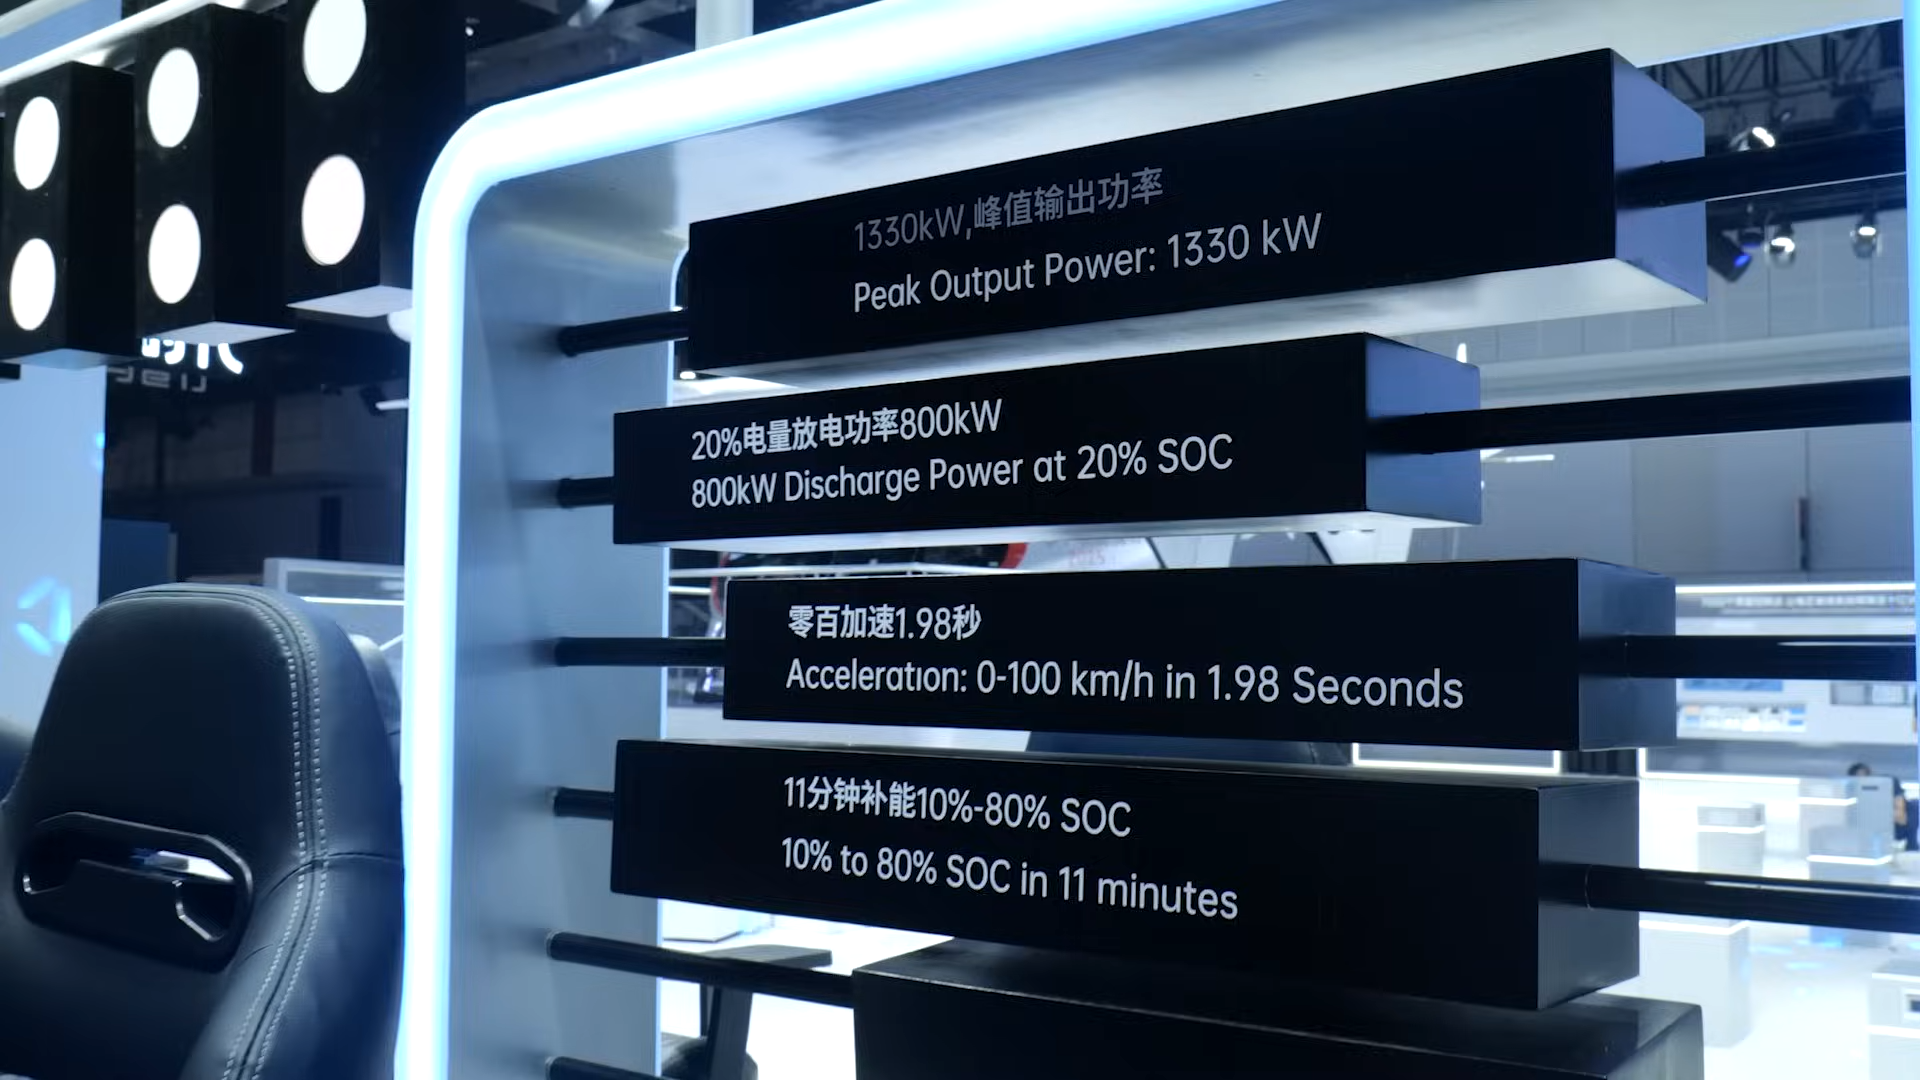 1330kW,峰值输出功率
Peak Output Power: 1330 kW
20%电量放电功率800kW
800kW Discharge Power at 20% SOC
零百加速1.98秒
Acceleration: 0-100 km/h in 1.98 Seconds
11分钟补能10%-80% SOC
10% to 80% SOC in 11 minutes